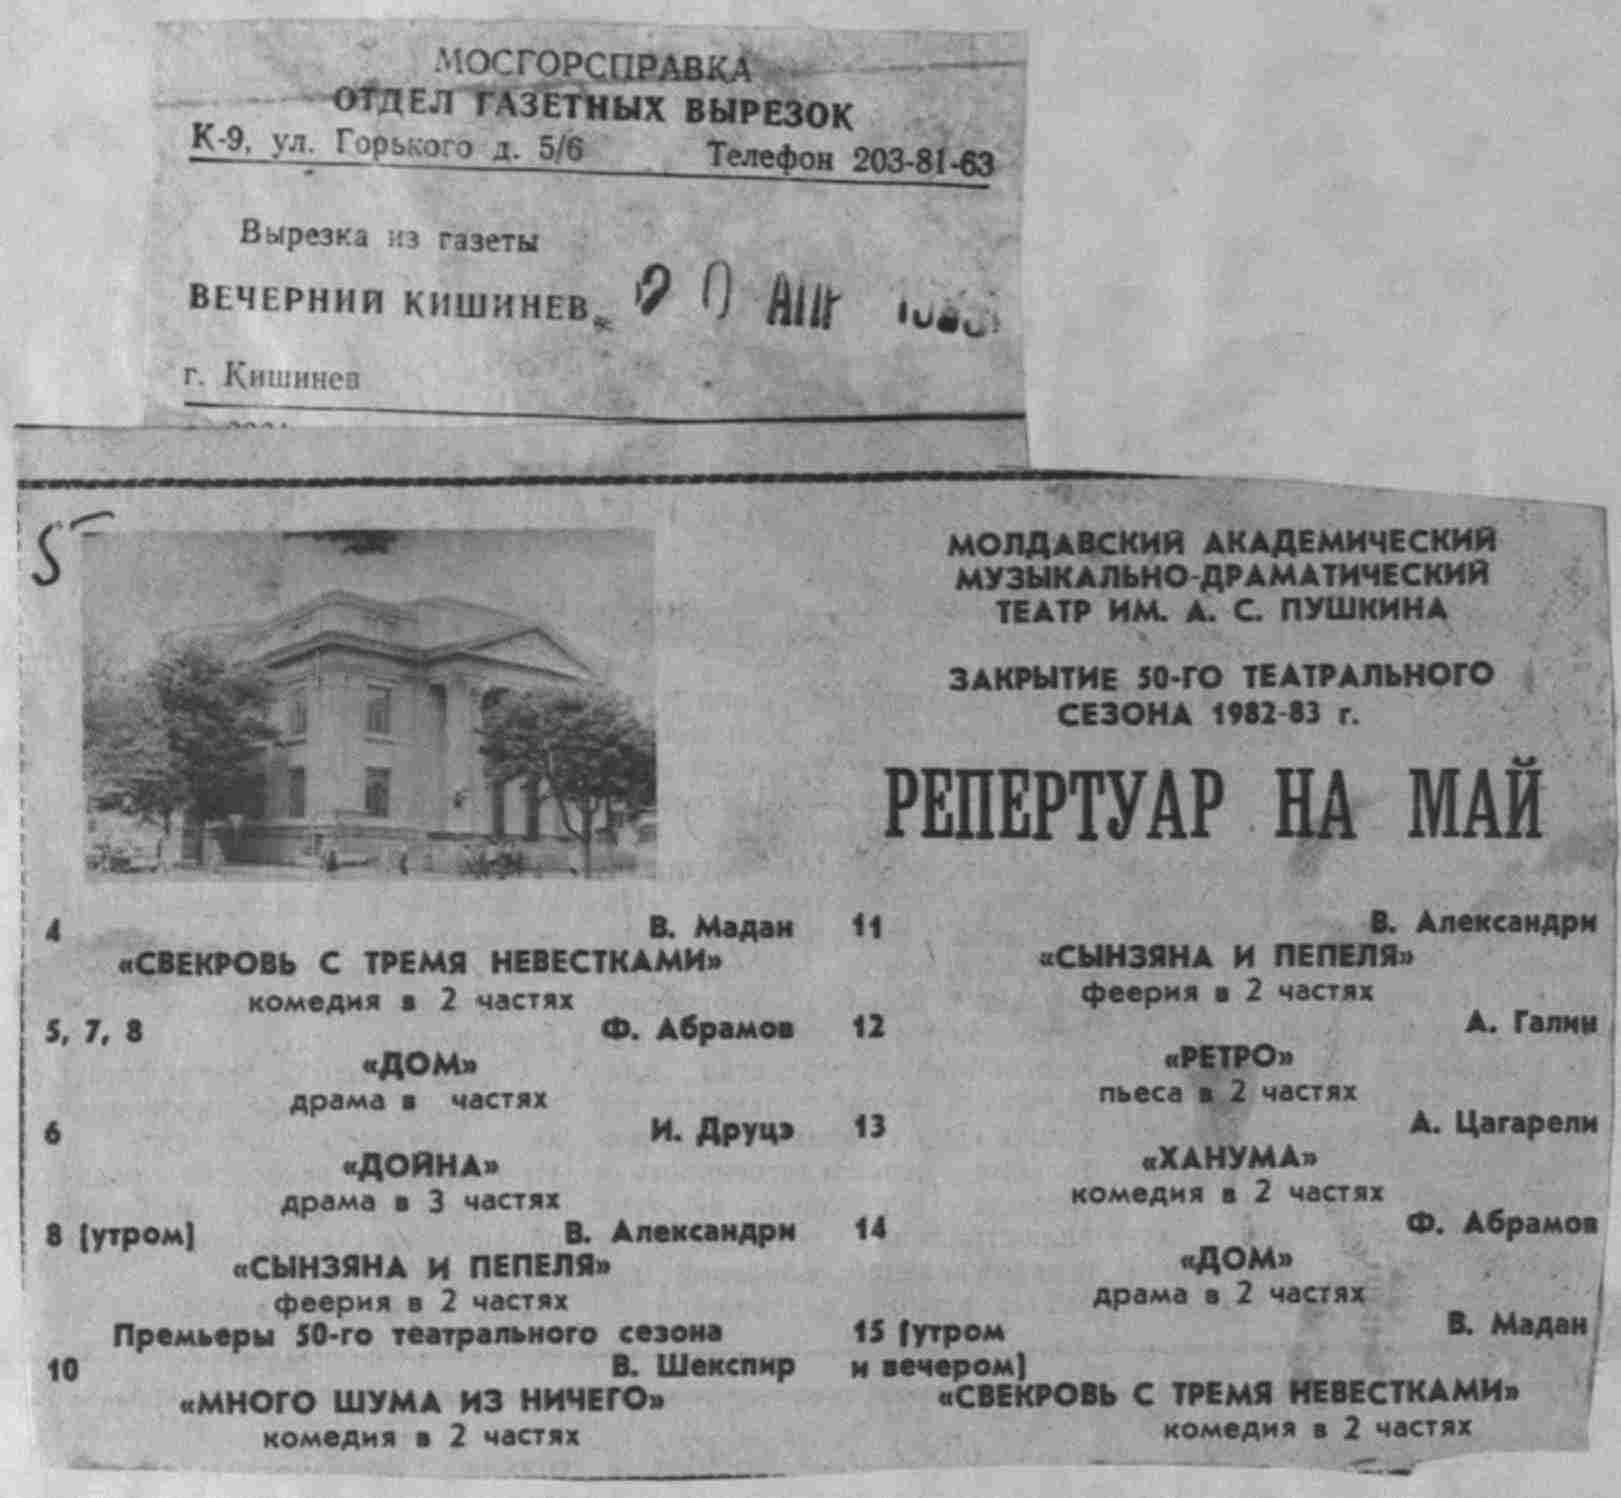 МОСГОРСПРАВКА
ОТДЕЛ ГАЗЕТНЫХ ВЫРЕЗОК
К-9, ул. Горького д. 5/6 Телефон 203-81-63
Вырезка из газеты
ВЕЧЕРНИЙ КИШИНЕВ
г. Кишинев
5
МОЛДАВСКИЙ АКАДЕМИЧЕСКИЙ
МУЗЫКАЛЬНО-ДРАМАТИЧЕСКИЙ
ТЕАТР ИМ. А. С. ПУШКИНА
ЗАКРЫТИЕ 50-ГО ТЕАТРАЛЬНОГО
СЕЗОНА 1982-83 г.
РЕПЕРТУАР НА МАЙ
4 В. Мадан
«СВЕКРОВЬ С ТРЕМЯ НЕВЕСТКАМИ»
комедия в 2 частях
5, 7, 8 Ф. Абрамов
«ДОМ»
драма в частях
6 И. Друцэ
«ДОЙНА»
драма в 3 частях
8 [утром] В. Александри
«СЫНЗЯНА И ПЕПЕЛЯ»
феерия в 2 частях
Премьеры 50-го театрального сезона
10 В. Шекспир
«МНОГО ШУМА ИЗ НИЧЕГО»
комедия в 2 частях
11 В. Александри
«СЫНЗЯНА И ПЕПЕЛЯ»
феерия в 2 частях
12 А. Галин
«РЕТРО»
пьеса в 2 частях
13 А. Цагарели
«ХАНУМА»
комедия в 2 частях
14 Ф. Абрамов
«ДОМ»
драма в 2 частях
15 [утром В. Мадан
и вечером]
«СВЕКРОВЬ С ТРЕМЯ НЕВЕСТКАМИ»
комедия в 2 частях